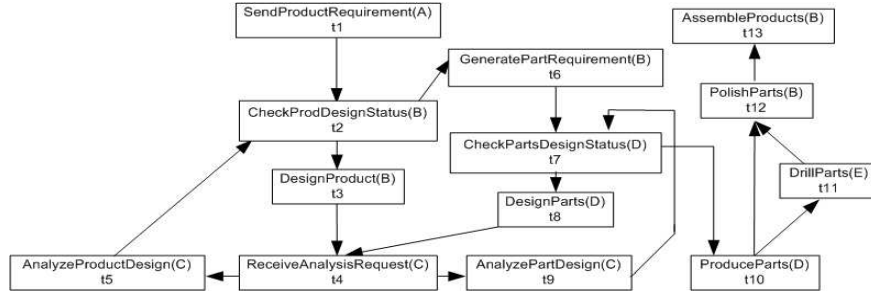 SendProductRequirement(A)
t1
AssembleProducts(B)
t13
GeneratePartRequirement(B)
t6
PolishParts(B)
t12
CheckProdDesignStatus(B)
t2
CheckPartsDesignStatus(D)
t7
DesignProduct(B)
t3
DrillParts(E)
t11
DesignParts(D)
t8
AnalyzeProductDesign(C)
t5
ReceiveAnalysisRequest(C)
t4
AnalyzePartDesign(C)
t9
ProduceParts(D)
t10